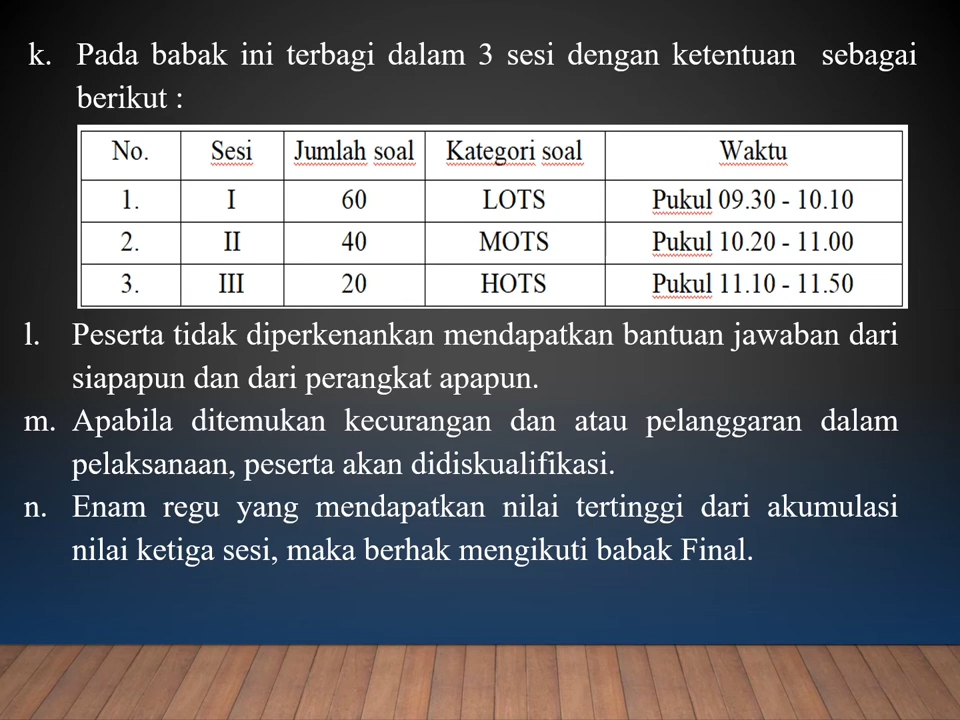 k. Pada babak ini terbagi dalam 3 sesi dengan ketentuan sebagai
berikut :
No. Sesi Jumlah soal Kategori soal Waktu
1. I 60 LOTS Pukul 09.30 - 10.10
2. II 40 MOTS Pukul 10.20 - 11.00
3. III 20 HOTS Pukul 11.10 - 11.50
l. Peserta tidak diperkenankan mendapatkan bantuan jawaban dari
siapapun dan dari perangkat apapun.
m. Apabila ditemukan kecurangan dan atau pelanggaran dalam
pelaksanaan, peserta akan didiskualifikasi.
n. Enam regu yang mendapatkan nilai tertinggi dari akumulasi
nilai ketiga sesi, maka berhak mengikuti babak Final.